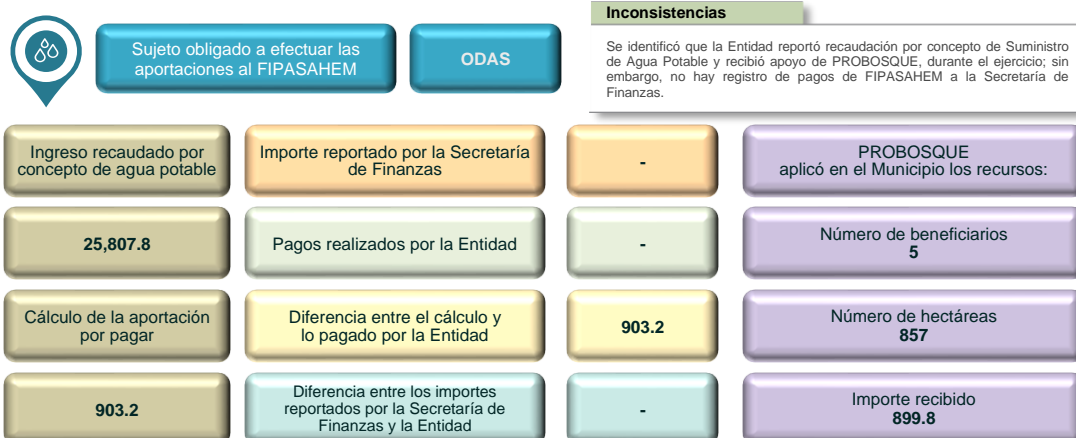 Sujeto obligado a efectuar las
aportaciones al FIPASAHEM
ODAS
Inconsistencias
Se identificó que la Entidad reportó recaudación por concepto de Suministro
de Agua Potable y recibió apoyo de PROBOSQUE, durante el ejercicio; sin
embargo, no hay registro de pagos de FIPASAHEM a la Secretaría de
Finanzas.
Ingreso recaudado por
concepto de agua potable
Importe reportado por la Secretaría
de Finanzas
-
PROBOSQUE
aplicó en el Municipio los recursos:
25,807.8
Pagos realizados por la Entidad
-
Número de beneficiarios
5
Cálculo de la aportación
por pagar
Diferencia entre el cálculo y
lo pagado por la Entidad
903.2
Número de hectáreas
857
903.2
Diferencia entre los importes
reportados por la Secretaría de
Finanzas y la Entidad
-
Importe recibido
899.8